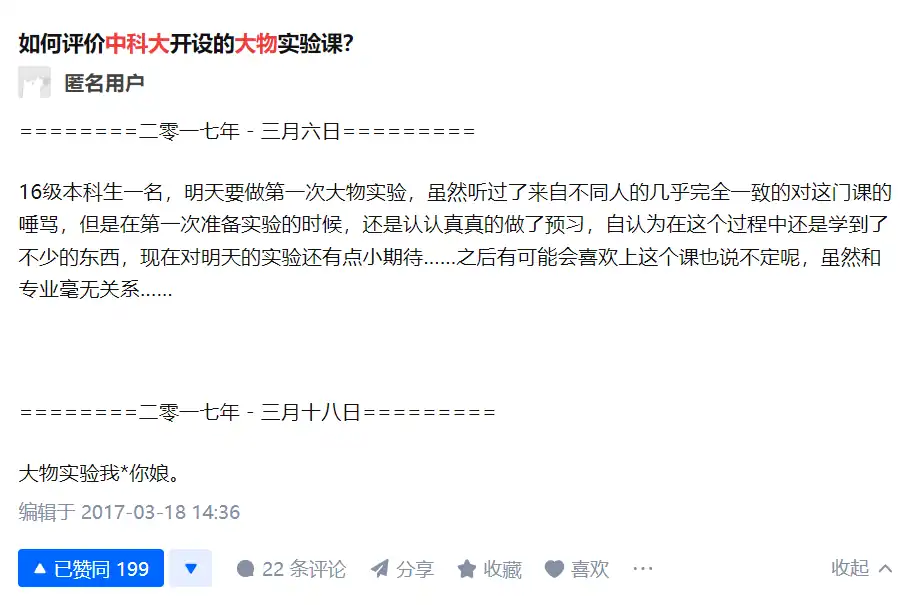 如何评价中科大开设的大物实验课？
匿名用户
========二零一七年 - 三月六日=========
16级本科生一名，明天要做第一次大物实验，虽然听过了来自不同人的几乎完全一致的对这门课的
唾骂，但是在第一次准备实验的时候，还是认认真真的做了预习，自认为在这个过程中还是学到了
不少的东西，现在对明天的实验还有点小期待……之后有可能会喜欢上这个课也说不定呢，虽然和
专业毫无关系……
========二零一七年 - 三月十八日=========
大物实验我*你娘。
编辑于 2017-03-18 14:36
已赞同 199 22 条评论 分享 收藏 喜欢 ··· 收起